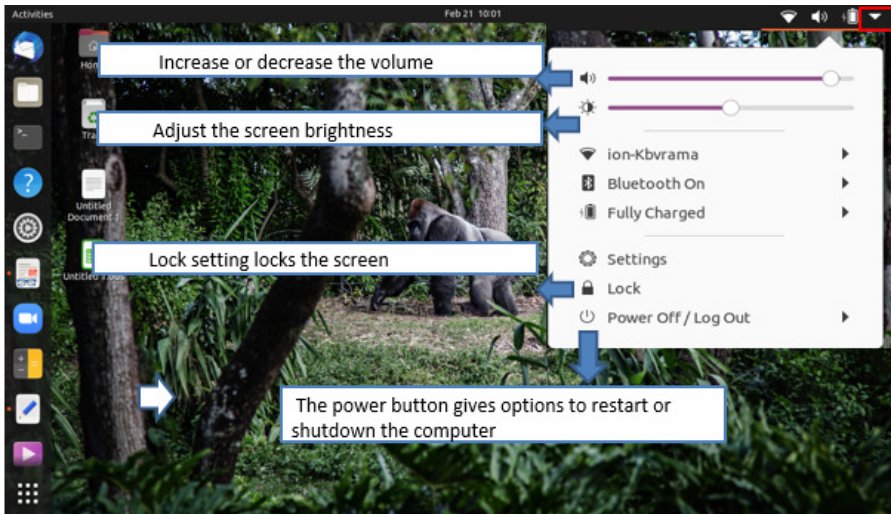 Activities
Feb 21 10:01
Home
Increase or decrease the volume
Adjust the screen brightness
Untitled
Document 1
ion-Kbvrama
Bluetooth On
Fully Charged
Lock setting locks the screen
Settings
Lock
Power Off / Log Out
The power button gives options to restart or
shutdown the computer